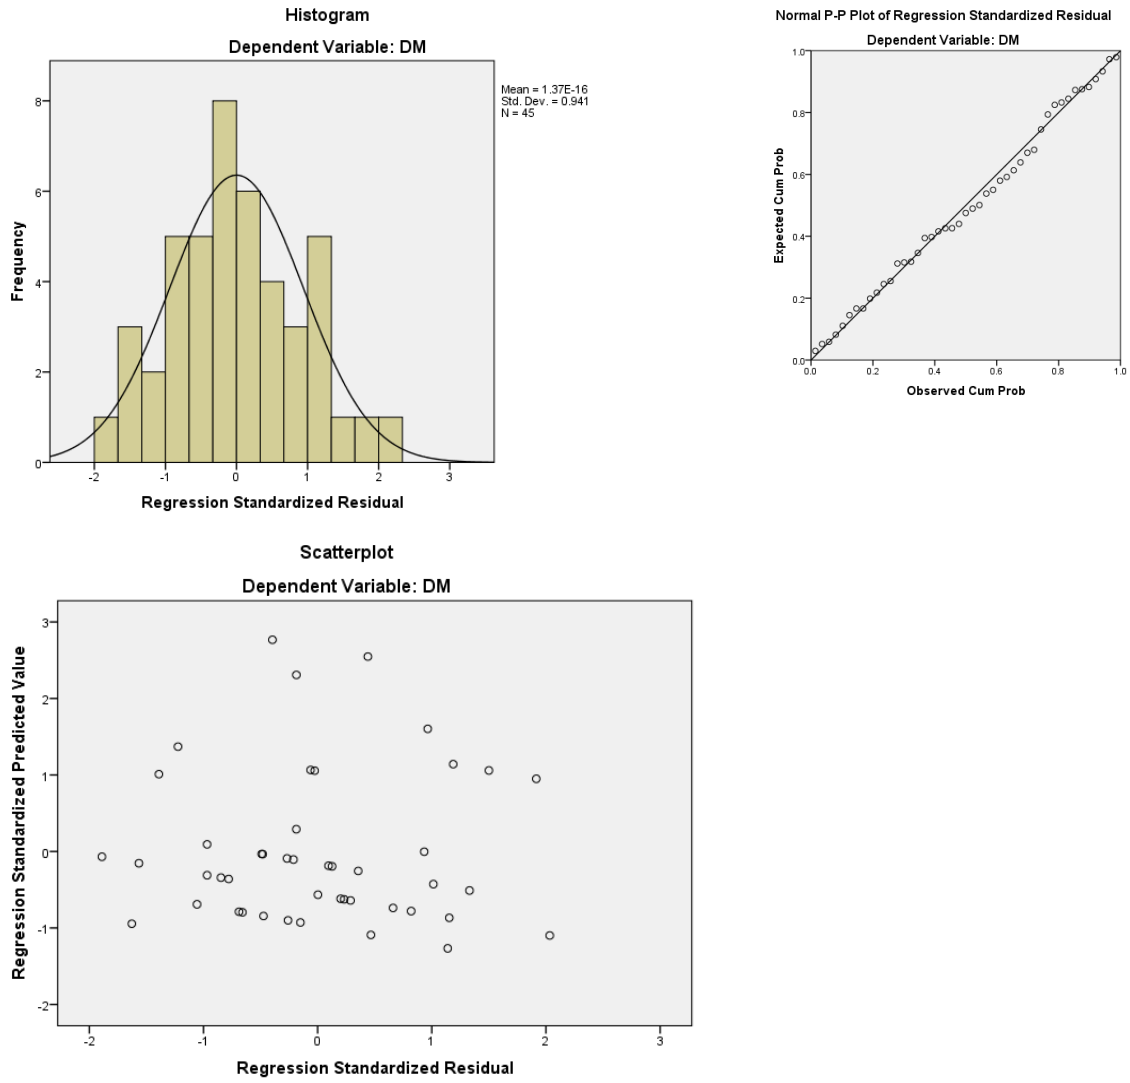 Histogram
Dependent Variable: DM
Mean = 1.37E-16
Std. Dev. = 0.941
N = 45
Frequency
8
6
4
2
0
-2 -1 0 1 2 3
Regression Standardized Residual
Normal P-P Plot of Regression Standardized Residual
Dependent Variable: DM
Expected Cum Prob
1.0
0.8
0.6
0.4
0.2
0.0
0.0 0.2 0.4 0.6 0.8 1.0
Observed Cum Prob
Scatterplot
Dependent Variable: DM
Regression Standardized Predicted Value
3
2
1
0
-1
-2
-2 -1 0 1 2 3
Regression Standardized Residual